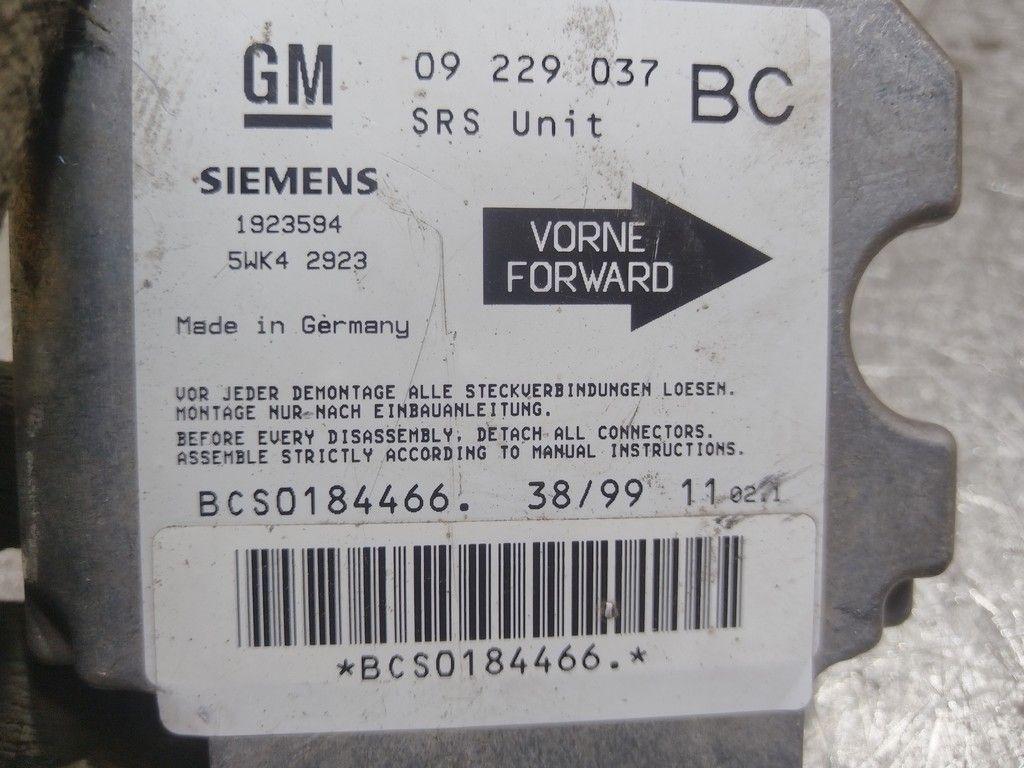 GM 09 229 037 BC
SRS Unit
SIEMENS
1923594
5WK4 2923
VORNE
FORWARD
Made in Germany
VOR JEDER DEMONTAGE ALLE STECKVERBINDUNGEN LOESEN.
MONTAGE NUR NACH EINBAUANLEITUNG.
BEFORE EVERY DISASSEMBLY, DETACH ALL CONNECTORS.
ASSEMBLE STRICTLY ACCORDING TO MANUAL INSTRUCTIONS.
BCS0184466. 38/99 11 02.1
*BCS0184466.*